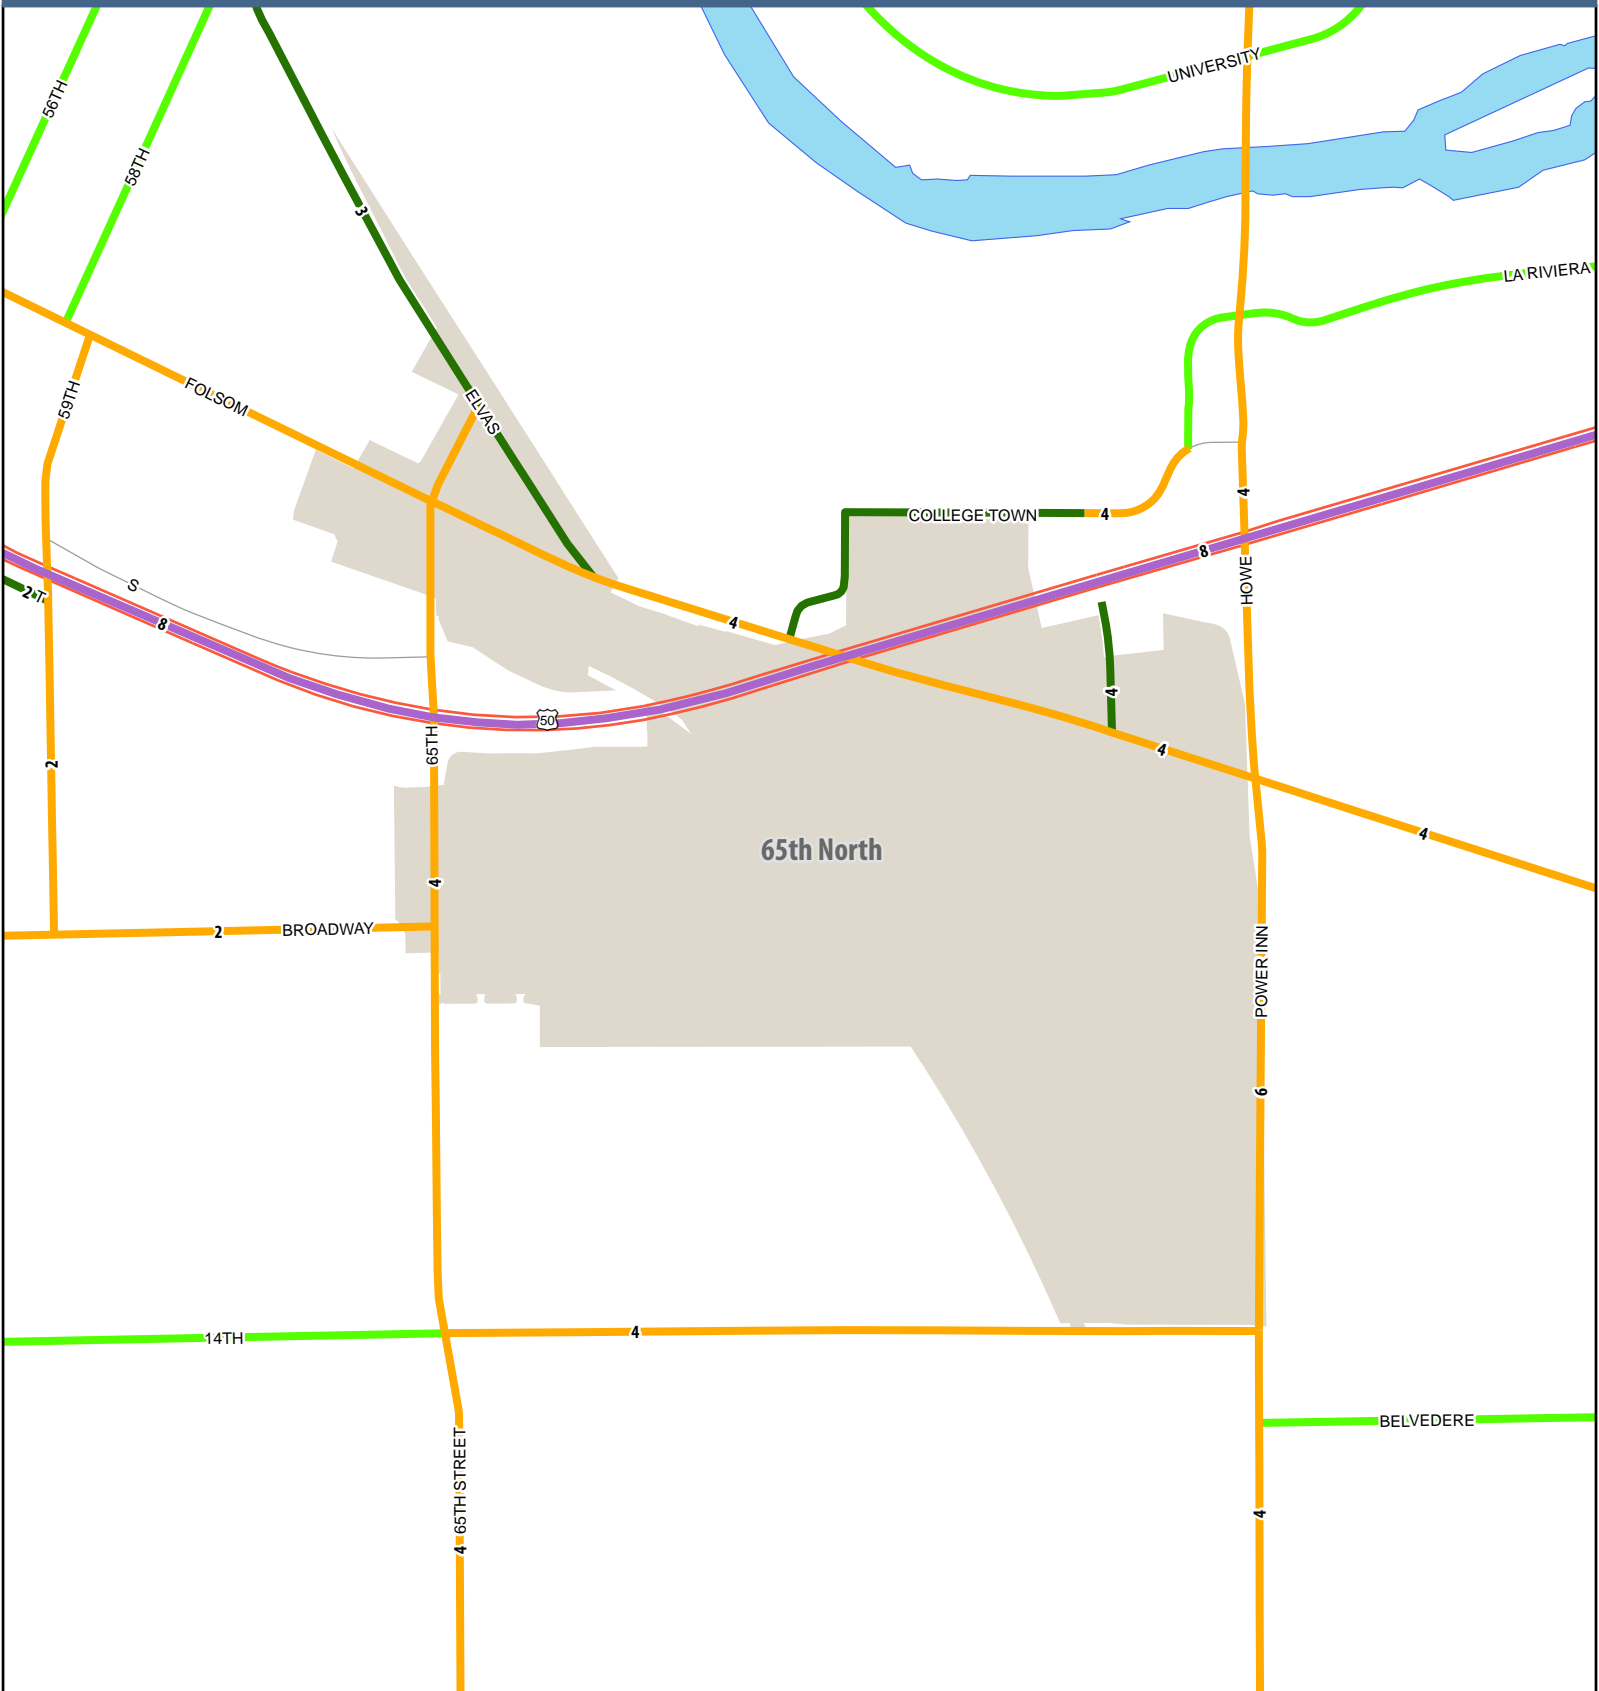 UNIVERSITY
56TH
58TH
3
LA RIVIERA
59TH
FOLSOM
ELVAS
4
COLLEGE TOWN
4
8
HOWE
S
2 T
8
4
4
50
65TH
4
2
4
65th North
4
2
BROADWAY
POWER INN
6
14TH
4
BELVEDERE
65TH STREET
4
4